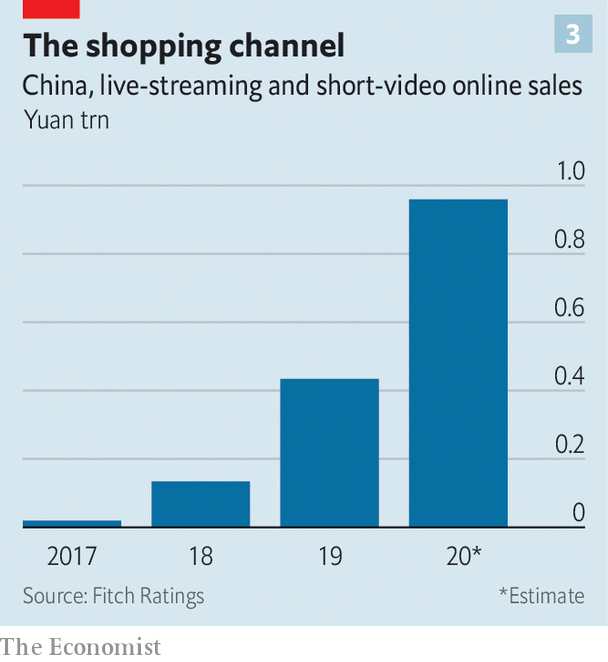 The shopping channel
3
China, live-streaming and short-video online sales
Yuan trn
1.0
0.8
0.6
0.4
0.2
0
2017 18 19 20*
Source: Fitch Ratings *Estimate
The Economist